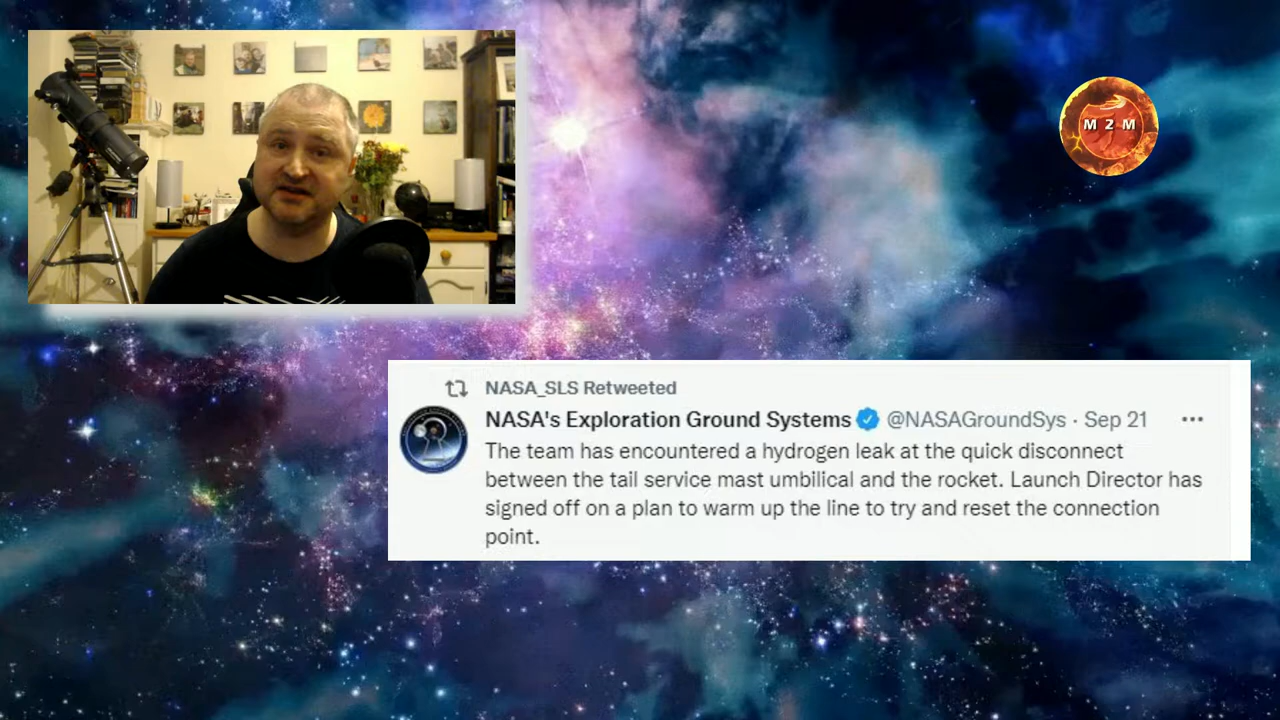 M 2 M
NASA_SLS Retweeted
NASA's Exploration Ground Systems @NASAGroundSys · Sep 21
The team has encountered a hydrogen leak at the quick disconnect
between the tail service mast umbilical and the rocket. Launch Director has
signed off on a plan to warm up the line to try and reset the connection
point.